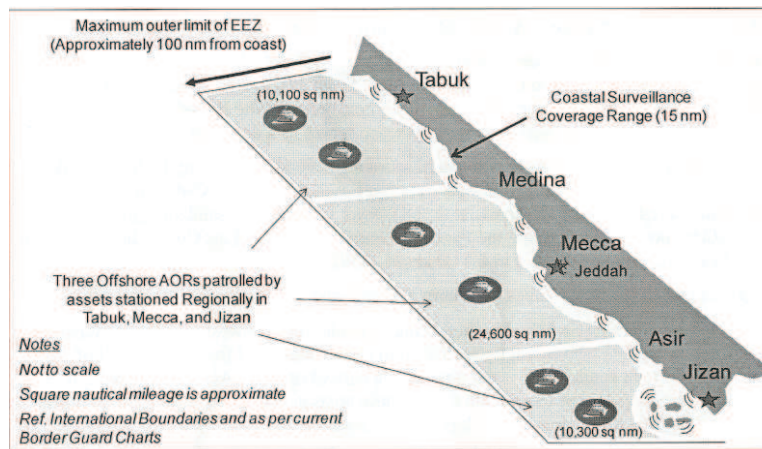 Maximum outer limit of EEZ
(Approximately 100 nm from coast)
(10,100 sq nm)
Tabuk
Coastal Surveillance
Coverage Range (15 nm)
Medina
Mecca
Jeddah
Three Offshore AORs patrolled by
assets stationed Regionally in
Tabuk, Mecca, and Jizan
(24,600 sq nm)
Asir
Jizan
(10,300 sq nm)
Notes
Not to scale
Square nautical mileage is approximate
Ref. International Boundaries and as per current
Border Guard Charts